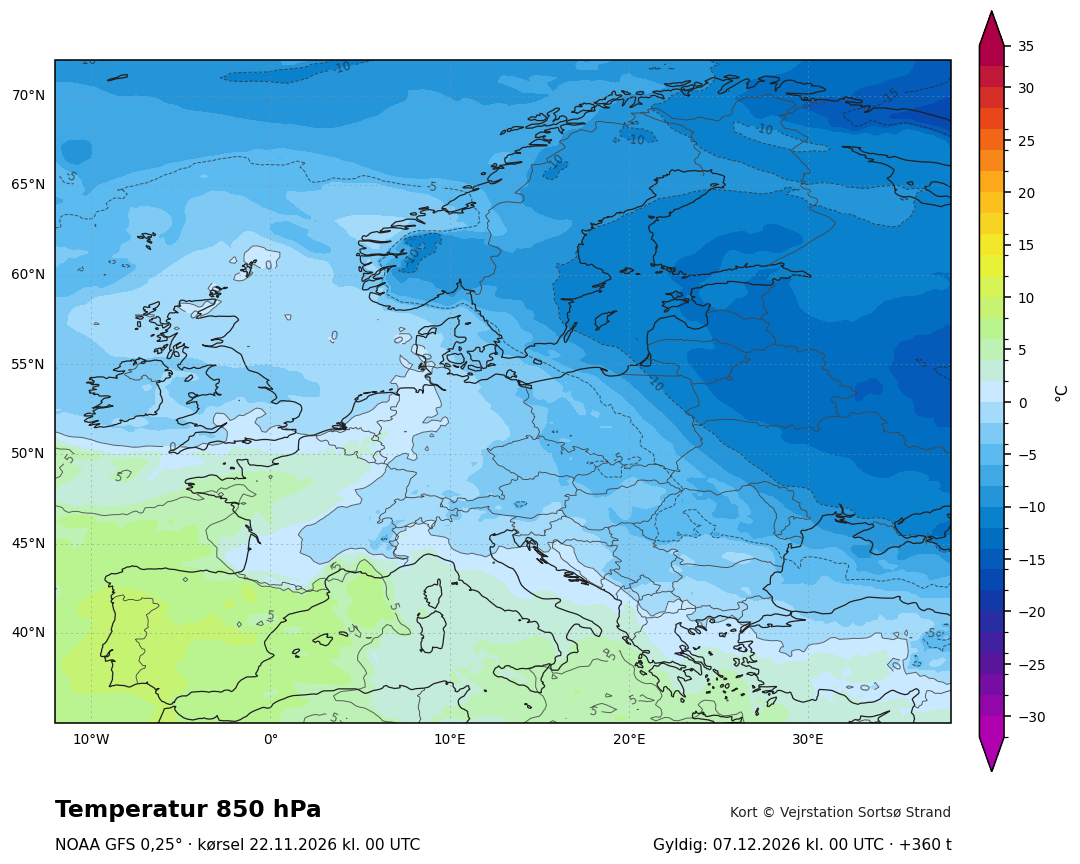 70°N
65°N
60°N
55°N
50°N
45°N
40°N
10°W
0°
10°E
20°E
30°E
35
30
25
20
15
10
5
0
−5
−10
−15
−20
−25
−30
°C
Temperatur 850 hPa
Kort © Vejrstation Sortsø Strand
NOAA GFS 0,25° · kørsel 22.11.2026 kl. 00 UTC
Gyldig: 07.12.2026 kl. 00 UTC · +360 t